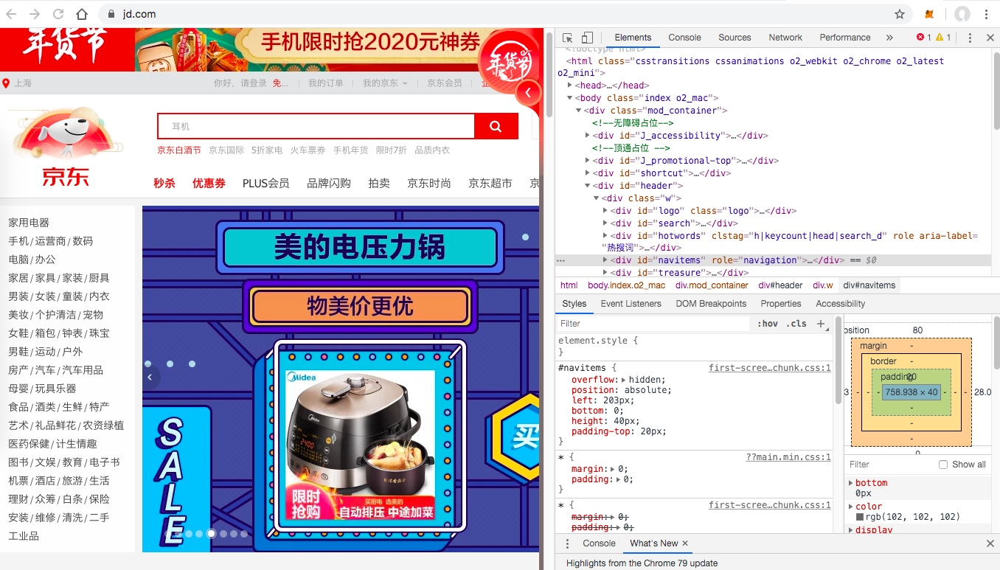 jd.com
年货节
手机限时抢2020元神券
年货节
上海
你好，请登录 免...
我的订单
我的京东
京东会员
耳机
京东白酒节 京东国际 5折家电 火车票券 手机年货 限时7折 品质内衣
京东
秒杀 优惠券 PLUS会员 品牌闪购 拍卖 京东时尚 京东超市 京
家用电器
手机/运营商/数码
电脑/办公
家居/家具/家装/厨具
男装/女装/童装/内衣
美妆/个护清洁/宠物
女鞋/箱包/钟表/珠宝
男鞋/运动/户外
房产/汽车/汽车用品
母婴/玩具乐器
食品/酒类/生鲜/特产
艺术/礼品鲜花/农资绿植
医药保健/计生情趣
图书/文娱/教育/电子书
机票/酒店/旅游/生活
理财/众筹/白条/保险
安装/维修/清洗/二手
工业品
美的电压力锅
物美价更优
Midea
Midea
2400
SALE
买
限时
抢购
买厨电 选美的
自动排压 中途加菜
Elements Console Sources Network Performance » 1 1
<!doctype html>
<html class="csstransitions cssanimations o2_webkit o2_chrome o2_latest
o2_mini">
<head>…</head>
<body class="index o2_mac">
<div class="mod_container">
<!--无障碍占位-->
<div id="J_accessibility">…</div>
<!--顶通占位 -->
<div id="J_promotional-top">…</div>
<div id="shortcut">…</div>
<div id="header">
<div class="w">
<div id="logo" class="logo">…</div>
<div id="search">…</div>
<div id="hotwords" clstag="h|keycount|head|search_d" role aria-label=
"热搜词">…</div>
<div id="navitems" role="navigation">…</div> == $0
<div id="treasure">…</div>
html body.index.o2_mac div.mod_container div#header div.w div#navitems
Styles Event Listeners DOM Breakpoints Properties Accessibility
Filter :hov .cls +
element.style {
}
#navitems { first-scree…chunk.css:1
overflow: hidden;
position: absolute;
left: 203px;
bottom: 0;
height: 40px;
padding-top: 20px;
}
* { ??main.min.css:1
margin: 0;
padding: 0;
}
* { first-scree…chunk.css:1
margin: 0;
padding: 0;
osition 80
margin -
border -
padding 20
3 - - - 758.938 × 40 - - - 28.0
-
-
-
0
Filter Show all
bottom
0px
color
rgb(102, 102, 102)
display
Console What's New ×
Highlights from the Chrome 79 update